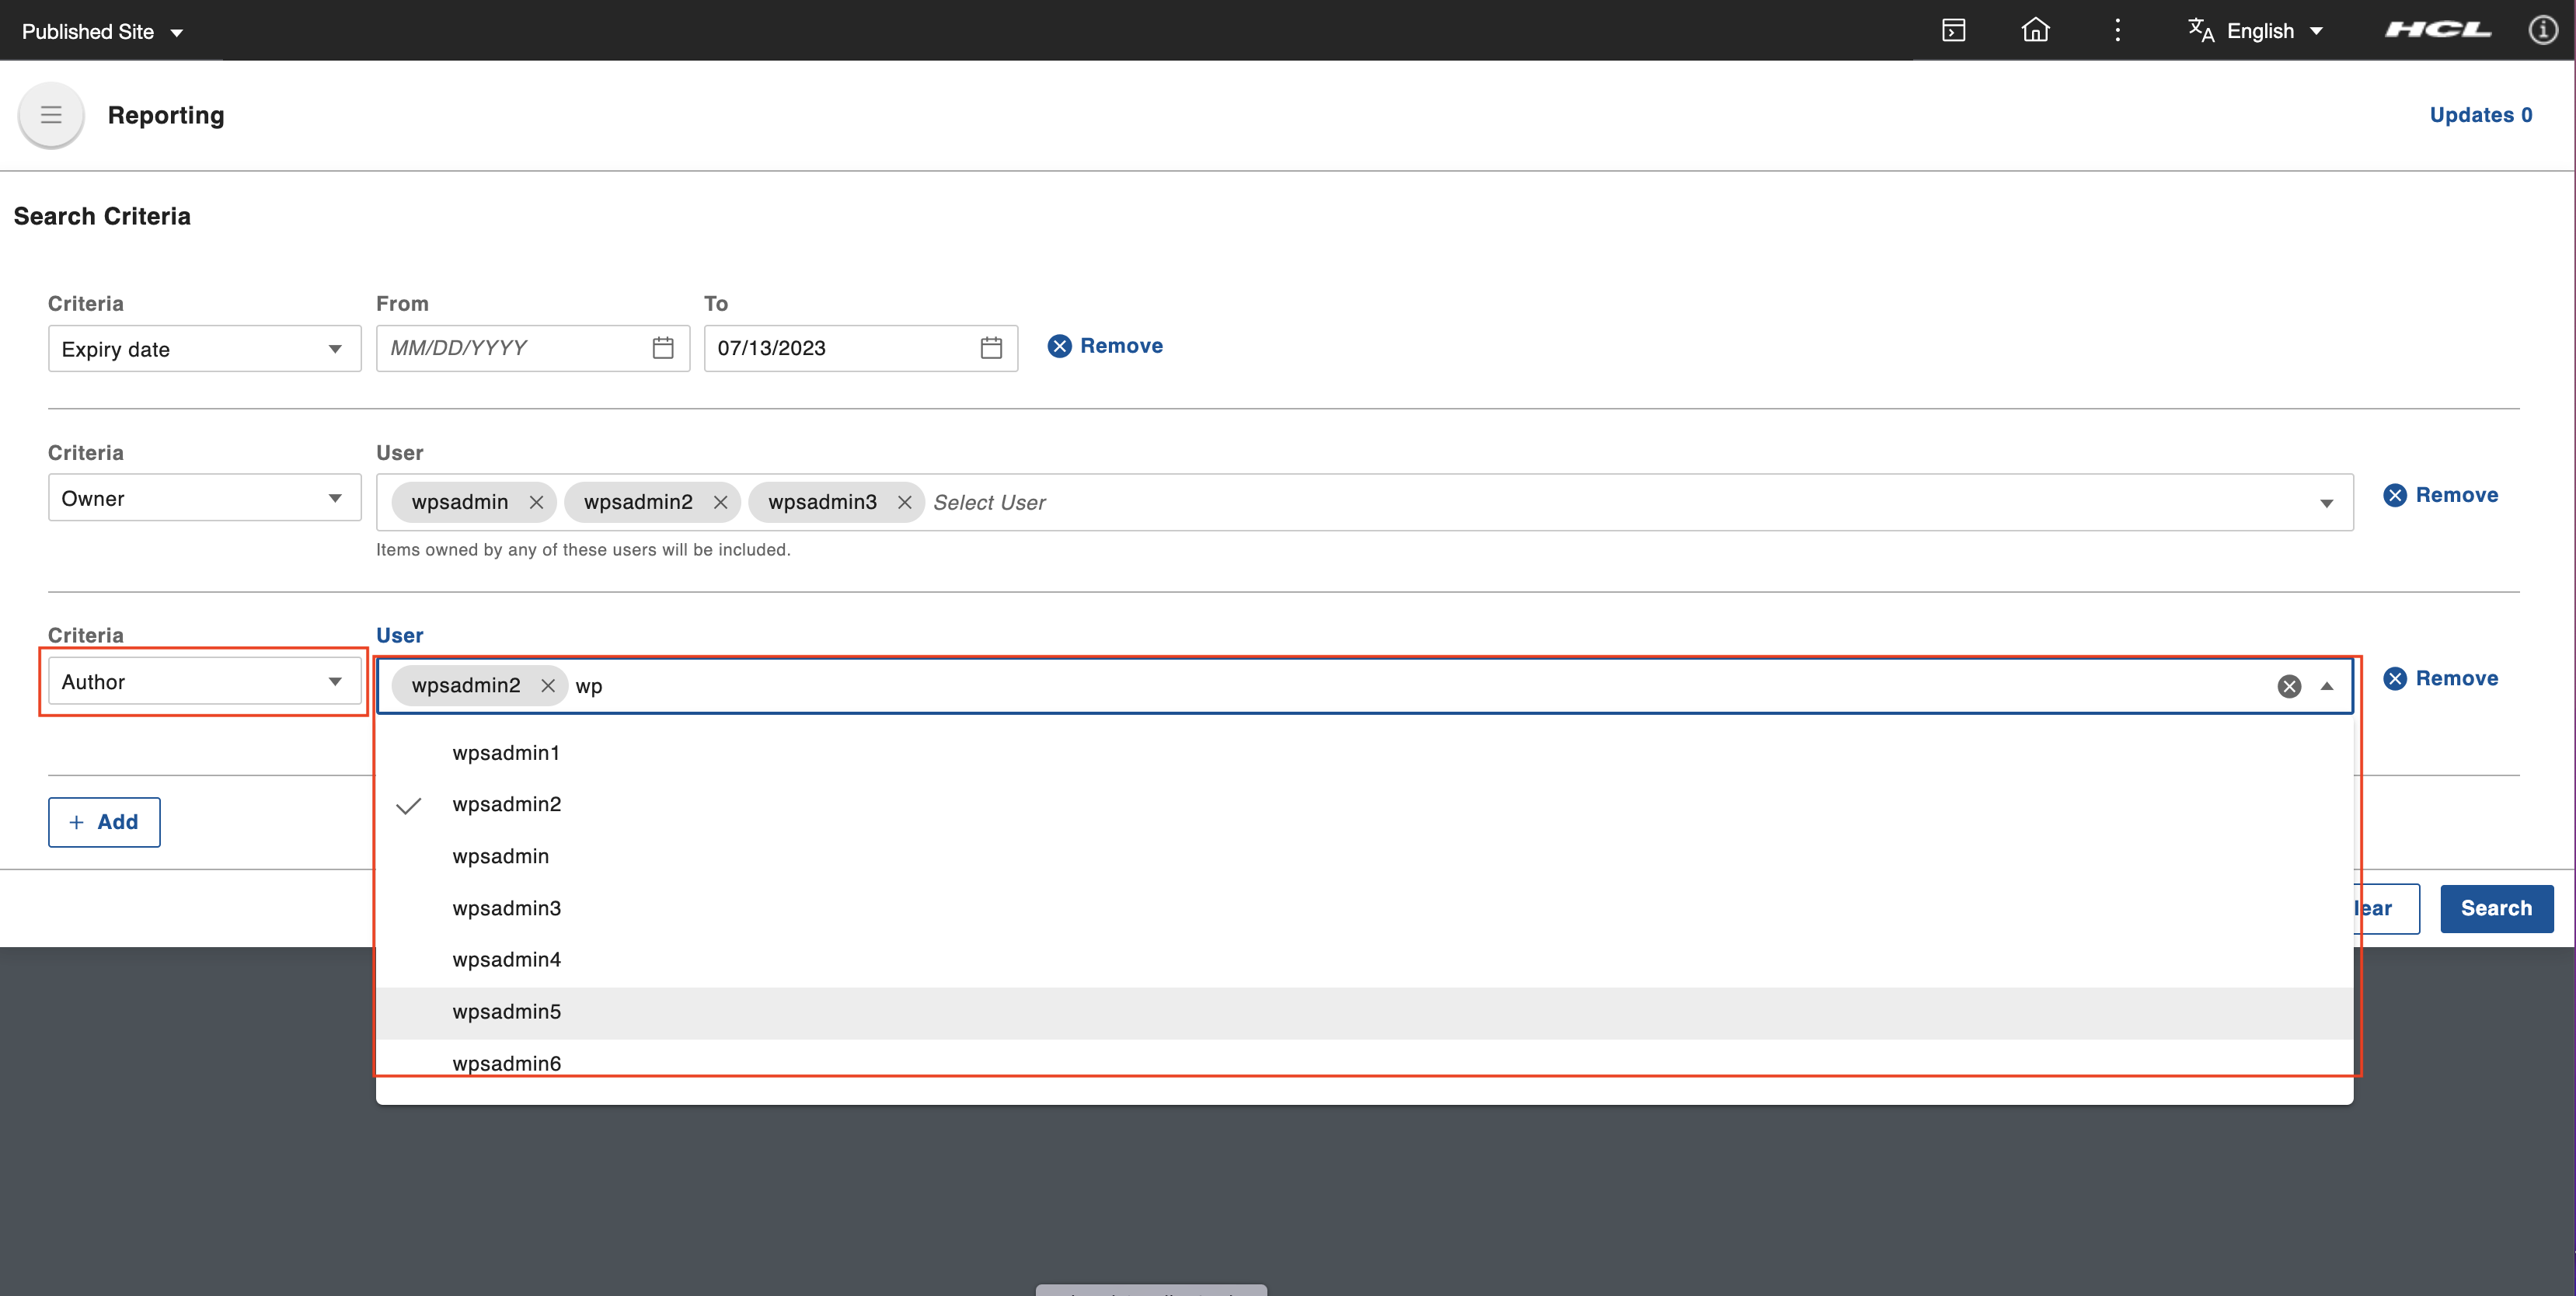 Published Site
English
HCL
Reporting
Updates 0
Search Criteria
Criteria From To
Expiry date MM/DD/YYYY 07/13/2023 Remove
Criteria User
Owner wpsadmin wpsadmin2 wpsadmin3 Select User Remove
Items owned by any of these users will be included.
Criteria User
Author wpsadmin2 wp Remove
wpsadmin1
wpsadmin2
wpsadmin
wpsadmin3
wpsadmin4
wpsadmin5
wpsadmin6
+ Add
lear Search